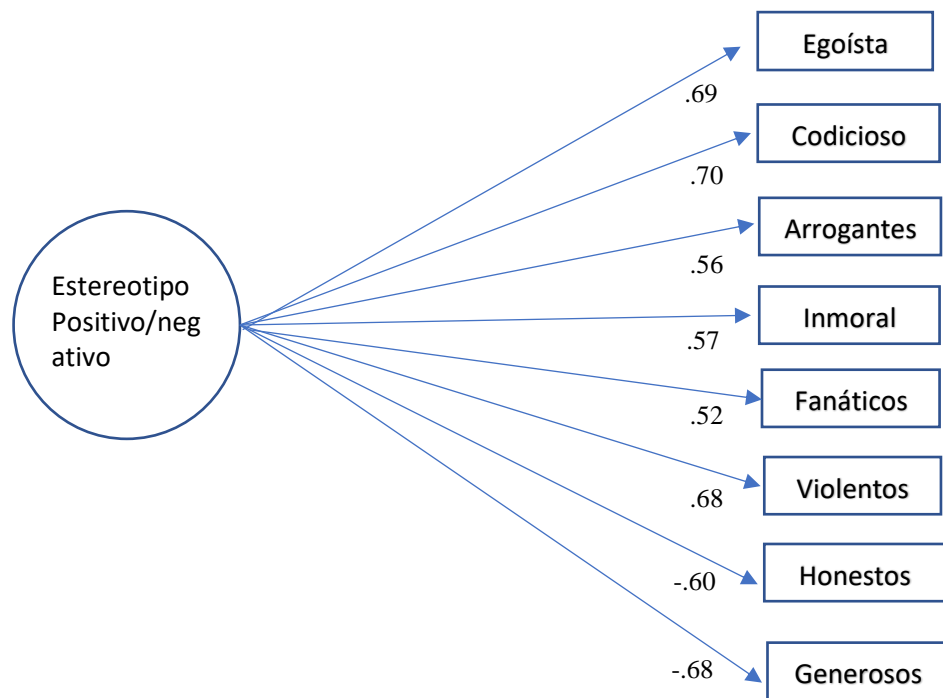 Egoísta
.69
Codicioso
.70
Arrogantes
.56
Estereotipo
Positivo/neg
ativo
Inmoral
.57
Fanáticos
.52
Violentos
.68
Honestos
-.60
Generosos
-.68